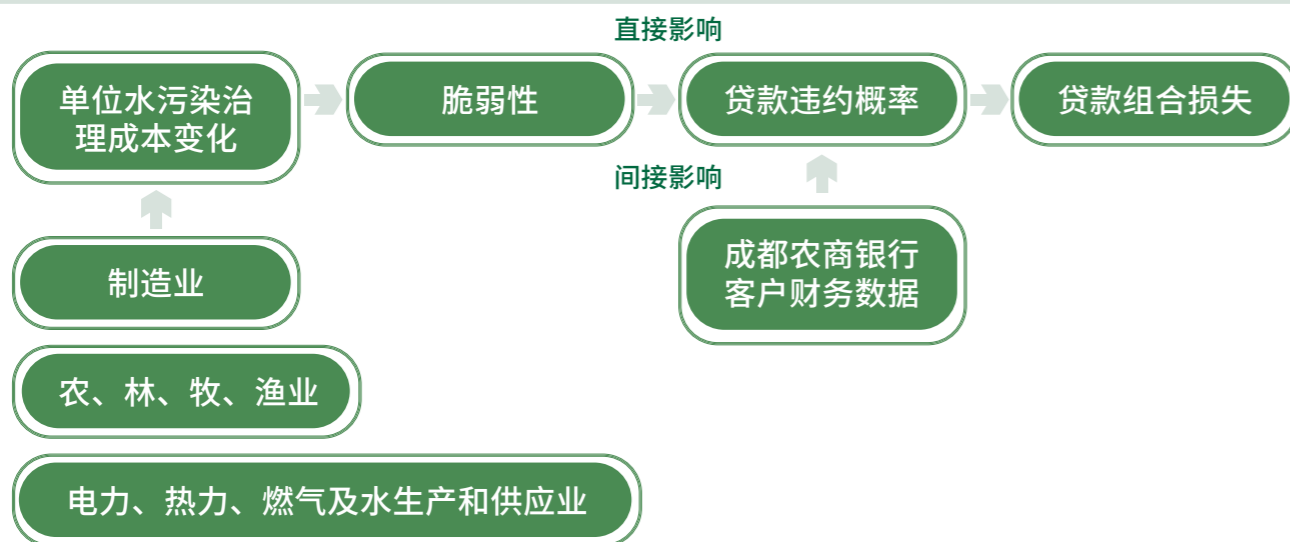 直接影响
单位水污染治
理成本变化
脆弱性
贷款违约概率
贷款组合损失
间接影响
制造业
成都农商银行
客户财务数据
农、林、牧、渔业
电力、热力、燃气及水生产和供应业